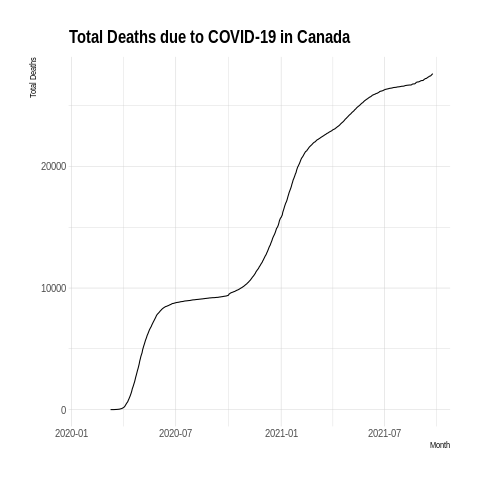 Total Deaths due to COVID-19 in Canada
Total Deaths
20000
10000
0
2020-01 2020-07 2021-01 2021-07
Month